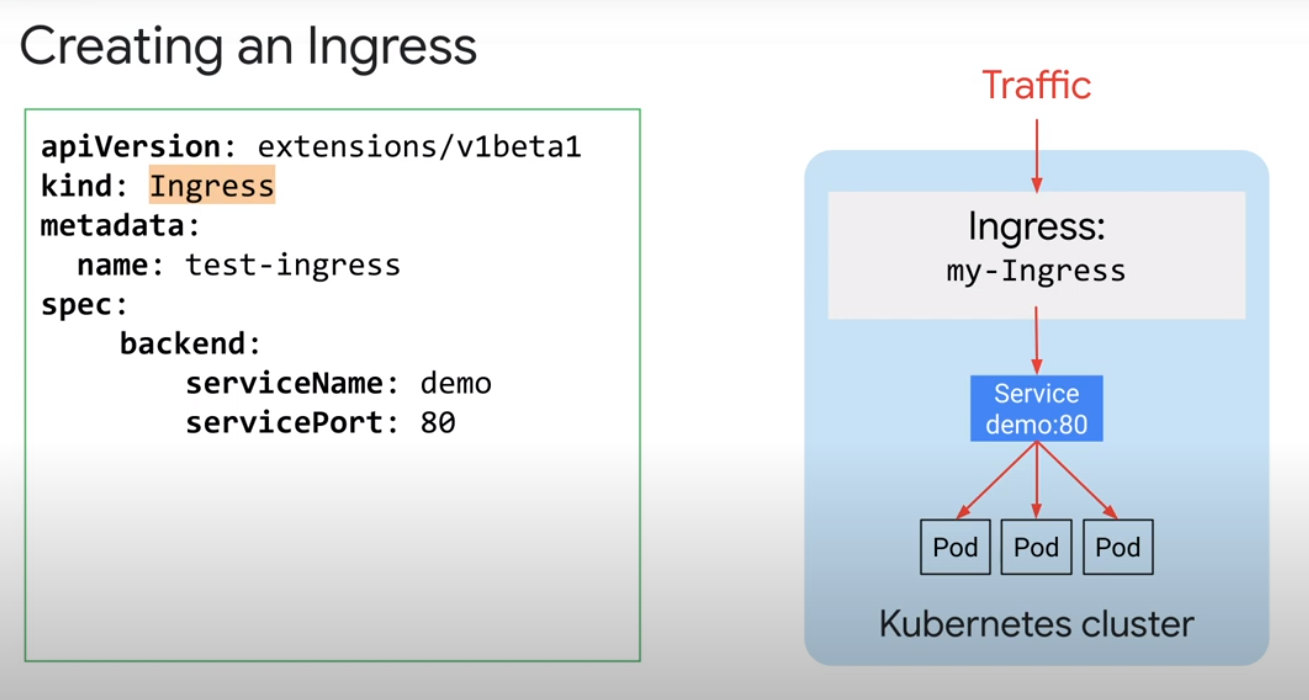 Creating an Ingress
apiVersion: extensions/v1beta1
kind: Ingress
metadata:
  name: test-ingress
spec:
    backend:
        serviceName: demo
        servicePort: 80
Traffic
Ingress:
my-Ingress
Service
demo:80
Pod Pod Pod
Kubernetes cluster